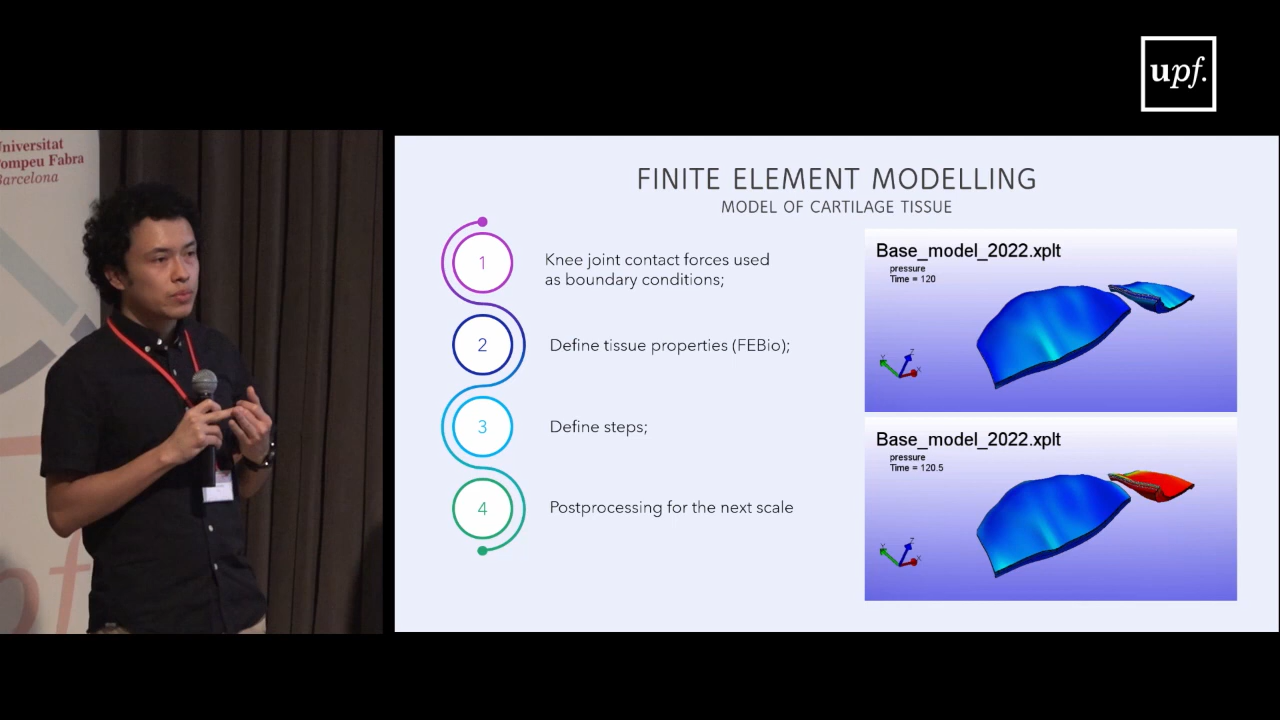 upf.
Universitat
Pompeu Fabra
Barcelona
FINITE ELEMENT MODELLING
MODEL OF CARTILAGE TISSUE
1
Knee joint contact forces used
as boundary conditions;
2
Define tissue properties (FEBio);
3
Define steps;
4
Postprocessing for the next scale
Base_model_2022.xplt
pressure
Time = 120
Base_model_2022.xplt
pressure
Time = 120.5